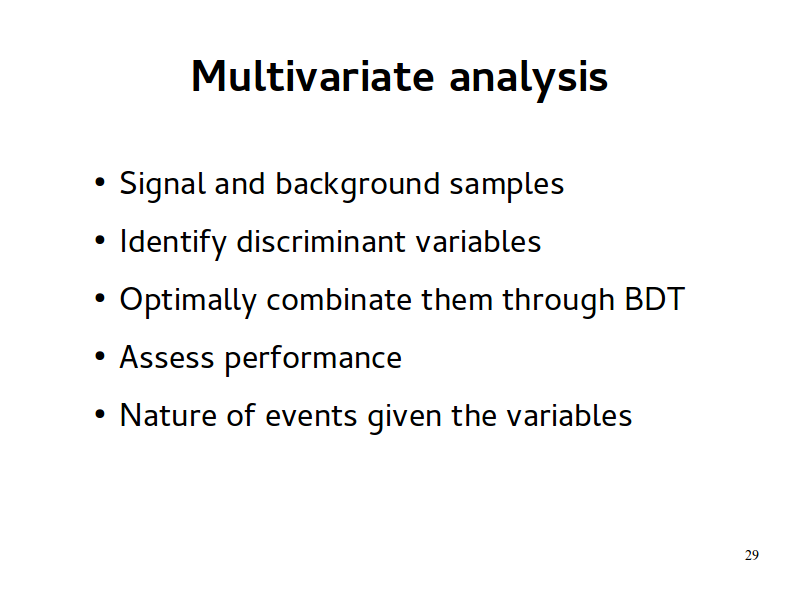 Multivariate analysis
• Signal and background samples
• Identify discriminant variables
• Optimally combinate them through BDT
• Assess performance
• Nature of events given the variables
29